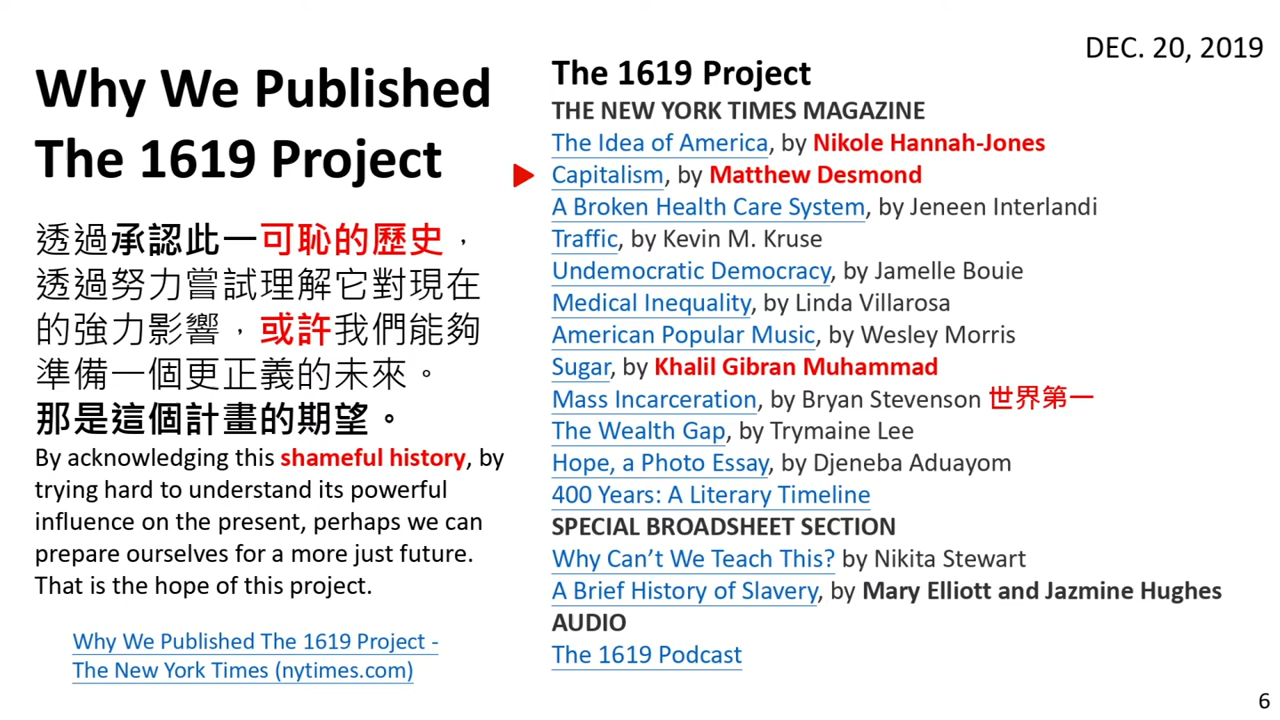 DEC. 20, 2019
Why We Published
The 1619 Project
透過承認此一可恥的歷史，
透過努力嘗試理解它對現在
的強力影響，或許我們能夠
準備一個更正義的未來。
那是這個計畫的期望。
By acknowledging this shameful history, by
trying hard to understand its powerful
influence on the present, perhaps we can
prepare ourselves for a more just future.
That is the hope of this project.
Why We Published The 1619 Project -
The New York Times (nytimes.com)
The 1619 Project
THE NEW YORK TIMES MAGAZINE
The Idea of America, by Nikole Hannah-Jones
Capitalism, by Matthew Desmond
A Broken Health Care System, by Jeneen Interlandi
Traffic, by Kevin M. Kruse
Undemocratic Democracy, by Jamelle Bouie
Medical Inequality, by Linda Villarosa
American Popular Music, by Wesley Morris
Sugar, by Khalil Gibran Muhammad
Mass Incarceration, by Bryan Stevenson 世界第一
The Wealth Gap, by Trymaine Lee
Hope, a Photo Essay, by Djeneba Aduayom
400 Years: A Literary Timeline
SPECIAL BROADSHEET SECTION
Why Can't We Teach This? by Nikita Stewart
A Brief History of Slavery, by Mary Elliott and Jazmine Hughes
AUDIO
The 1619 Podcast
6